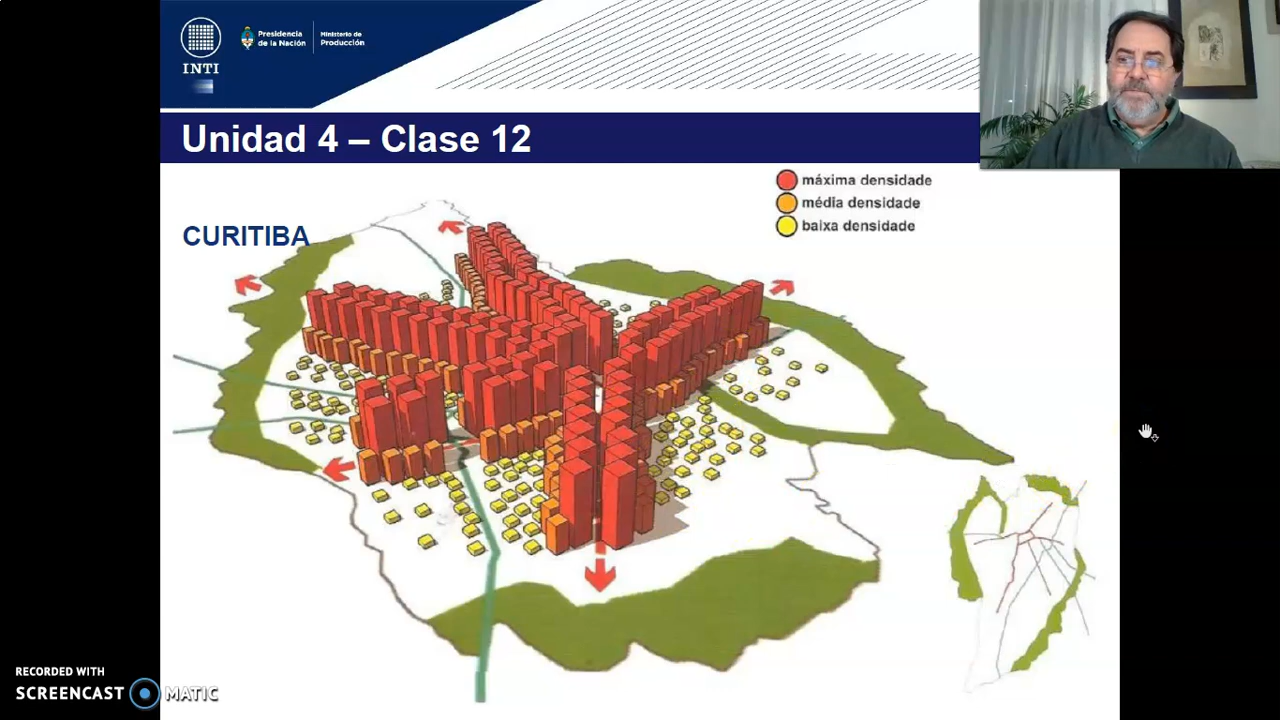 INTI
Presidencia
de la Nación
Ministerio de
Producción
Unidad 4 – Clase 12
máxima densidade
média densidade
baixa densidade
CURITIBA
RECORDED WITH
SCREENCAST MATIC